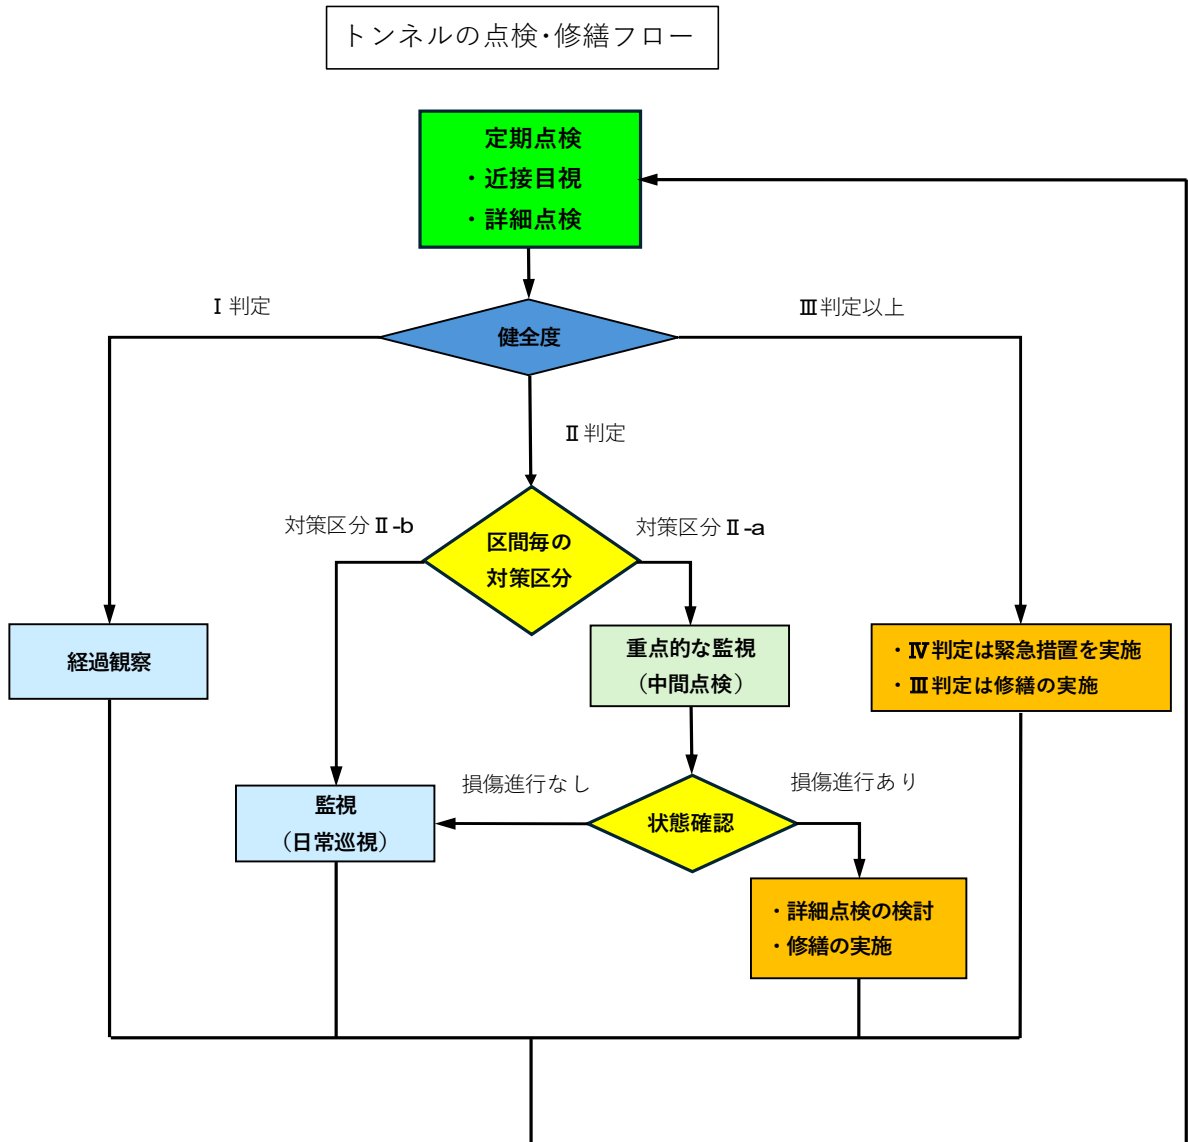 トンネルの点検・修繕フロー
定期点検
・近接目視
・詳細点検
Ⅰ判定
Ⅲ判定以上
健全度
Ⅱ判定
対策区分Ⅱ-b
対策区分Ⅱ-a
区間毎の
対策区分
経過観察
重点的な監視
（中間点検）
・Ⅳ判定は緊急措置を実施
・Ⅲ判定は修繕の実施
損傷進行なし
損傷進行あり
監視
（日常巡視）
状態確認
・詳細点検の検討
・修繕の実施